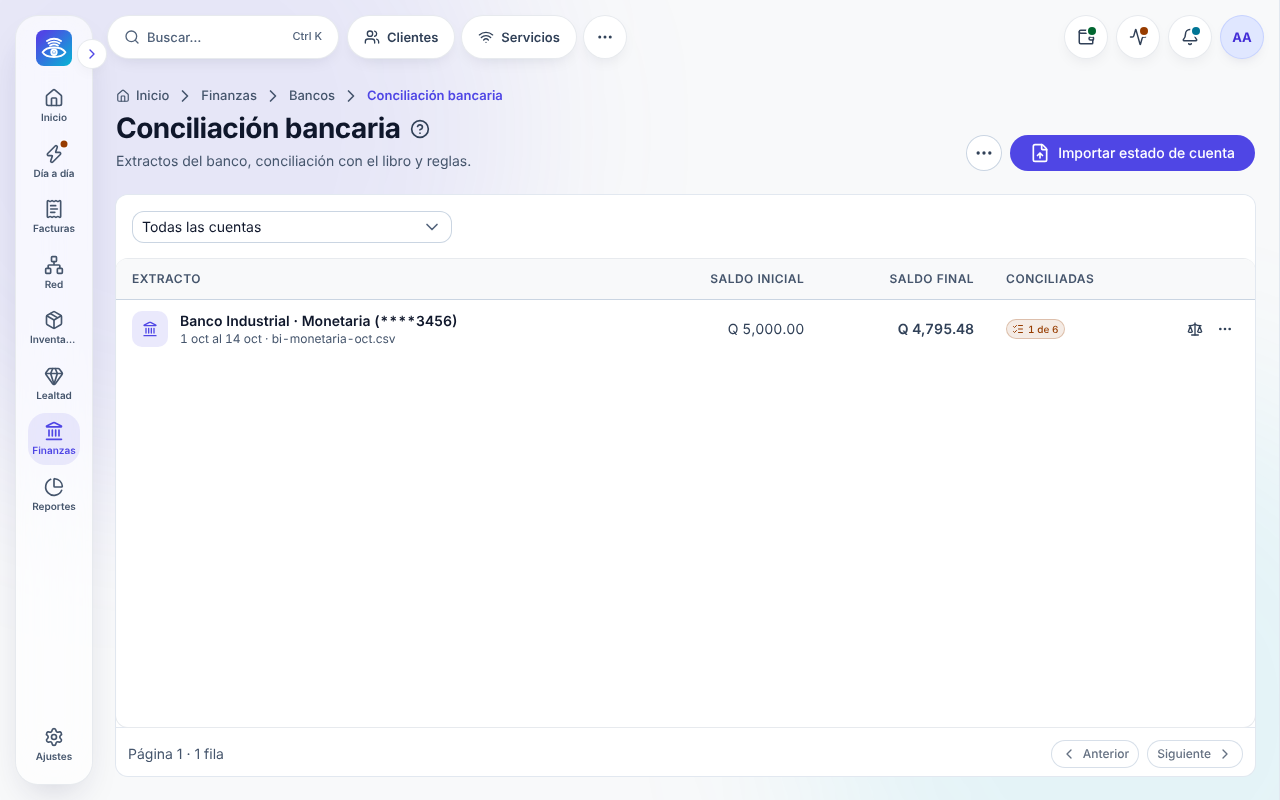 Buscar...
Ctrl K
Clientes
Servicios
AA
Inicio
Día a día
Facturas
Red
Inventa...
Lealtad
Finanzas
Reportes
Ajustes
Inicio
Finanzas
Bancos
Conciliación bancaria
Conciliación bancaria
Extractos del banco, conciliación con el libro y reglas.
Importar estado de cuenta
Todas las cuentas
EXTRACTO SALDO INICIAL SALDO FINAL CONCILIADAS
Banco Industrial · Monetaria (****3456)
1 oct al 14 oct · bi-monetaria-oct.csv
Q 5,000.00
Q 4,795.48
1 de 6
Página 1 · 1 fila
Anterior
Siguiente